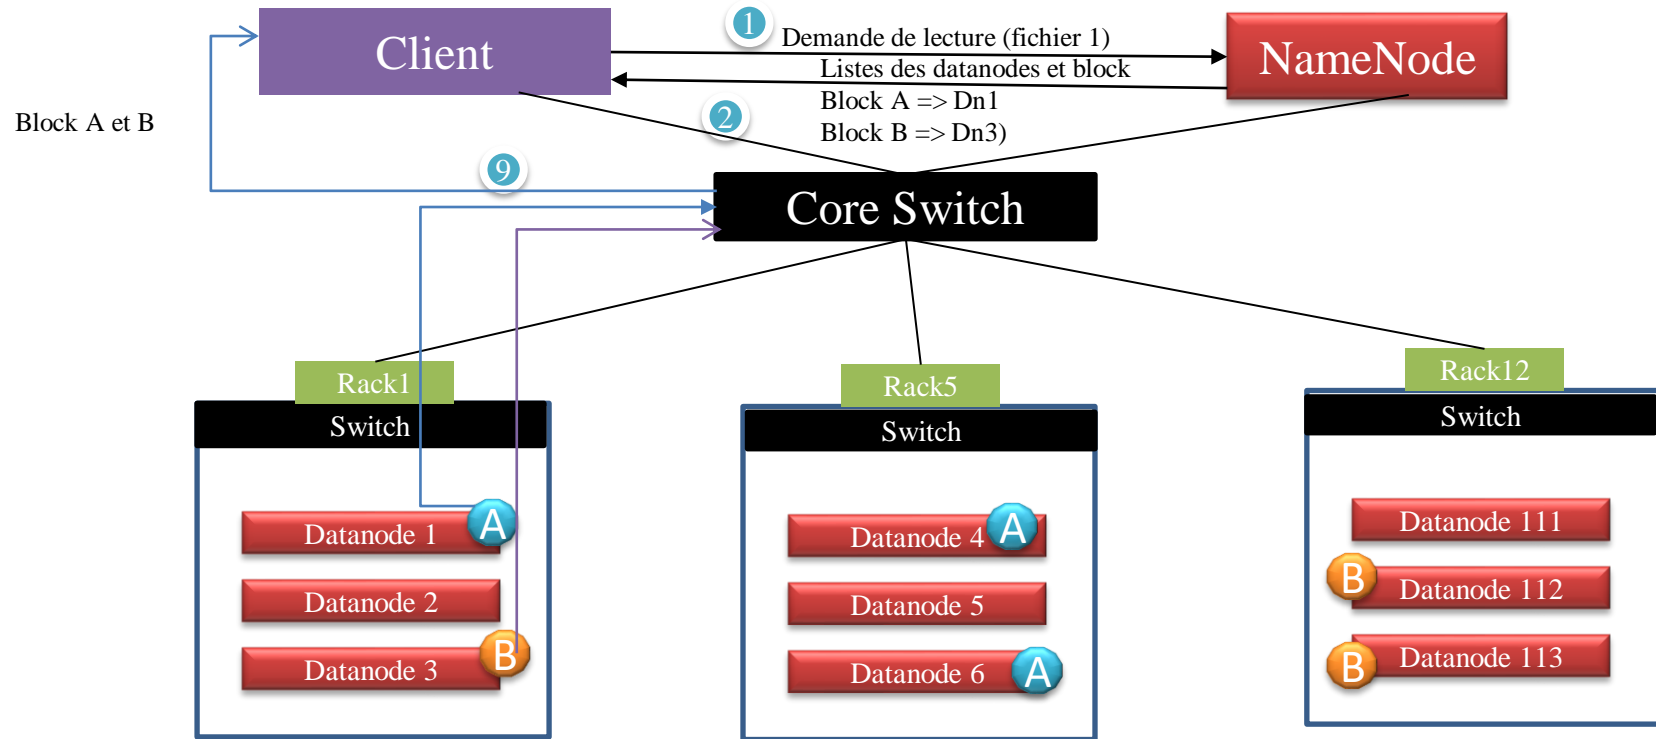 1
Client
Demande de lecture (fichier 1)
NameNode
Listes des datanodes et block
Block A => Dn1
Block A et B
2
Block B => Dn3)
9
Core Switch
Rack1
Switch
A
Datanode 1
Datanode 2
B
Datanode 3
Rack5
Switch
A
Datanode 4
Datanode 5
Datanode 6
A
Rack12
Switch
Datanode 111
B
Datanode 112
B
Datanode 113